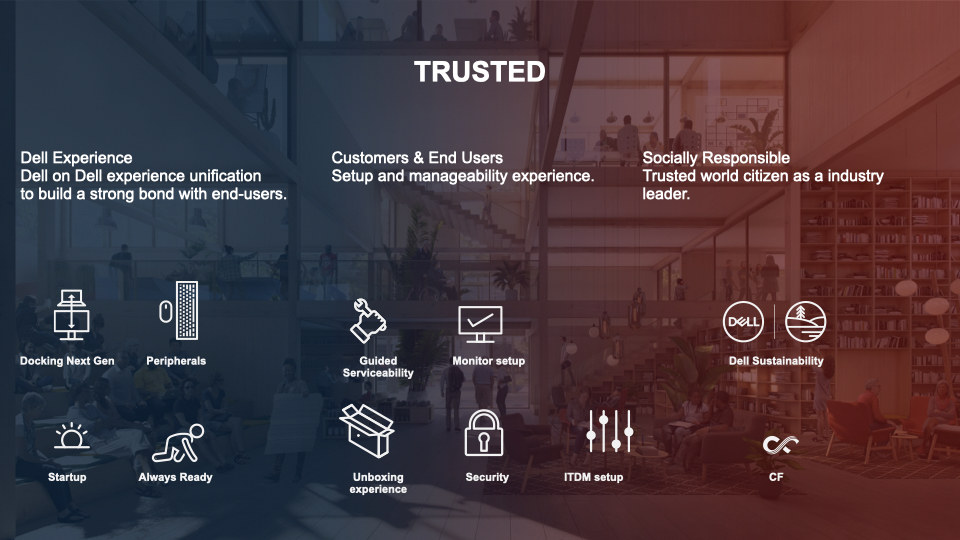 TRUSTED
Dell Experience
Dell on Dell experience unification
to build a strong bond with end-users.
Customers & End Users
Setup and manageability experience.
Socially Responsible
Trusted world citizen as a industry
leader.
Docking Next Gen
Peripherals
Startup
Always Ready
Guided
Serviceability
Monitor setup
Unboxing
experience
Security
ITDM setup
DELL
Dell Sustainability
CF